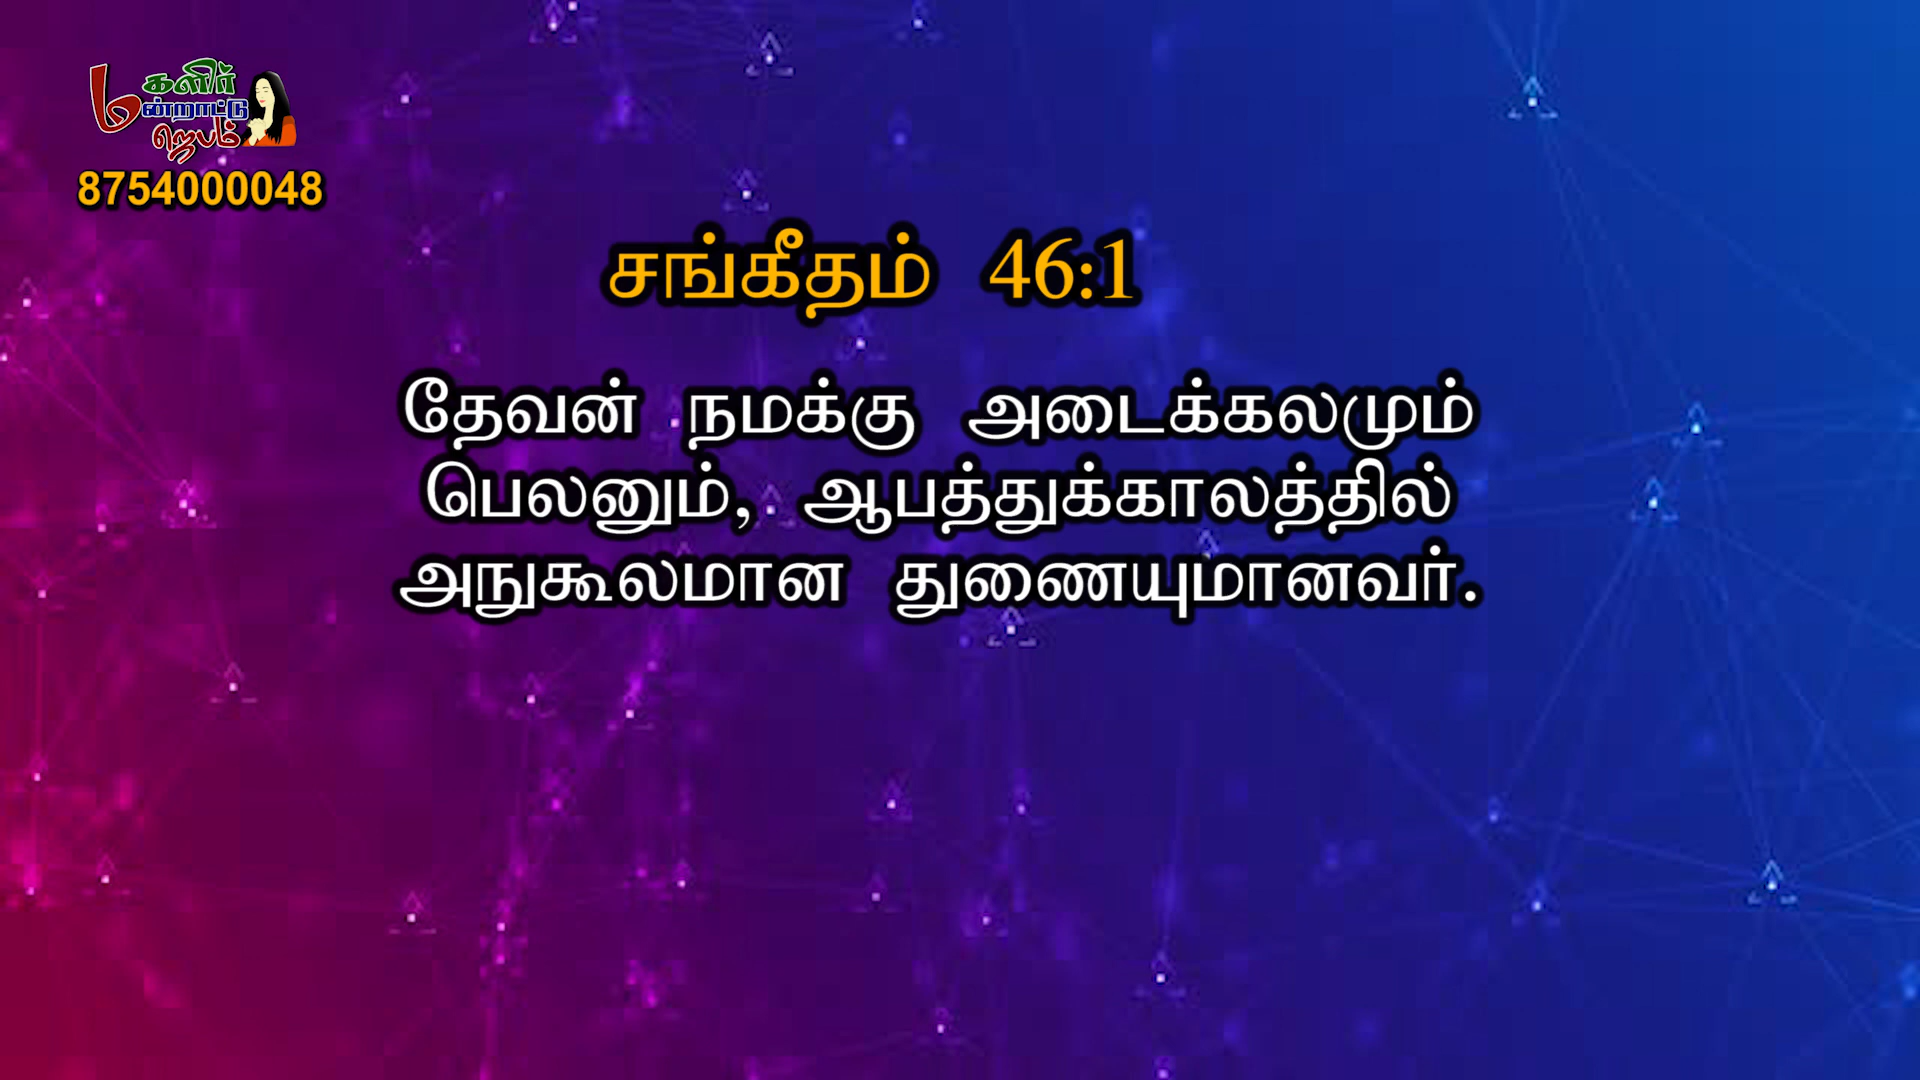 மகளிர்
மன்றாட்டு
ஜெபம்
8754000048
சங்கீதம் 46:1
தேவன் நமக்கு அடைக்கலமும்
பெலனும், ஆபத்துக்காலத்தில்
அநுகூலமான துணையுமானவர்.